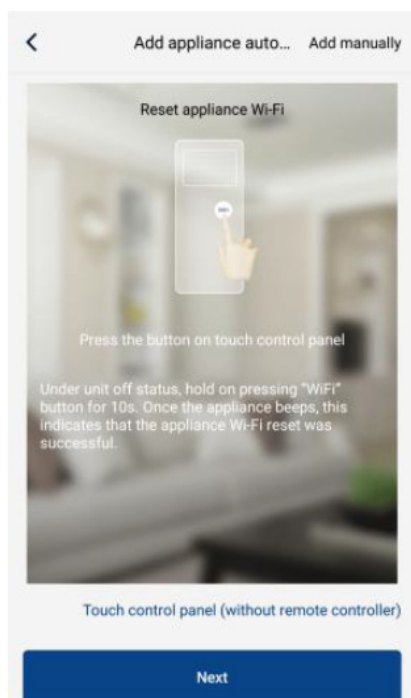 Add appliance auto... Add manually
Reset appliance Wi-Fi
Press the button on touch control panel
Under unit off status, hold on pressing "WiFi"
button for 10s. Once the appliance beeps, this
indicates that the appliance Wi-Fi reset was
successful.
Touch control panel (without remote controller)
Next